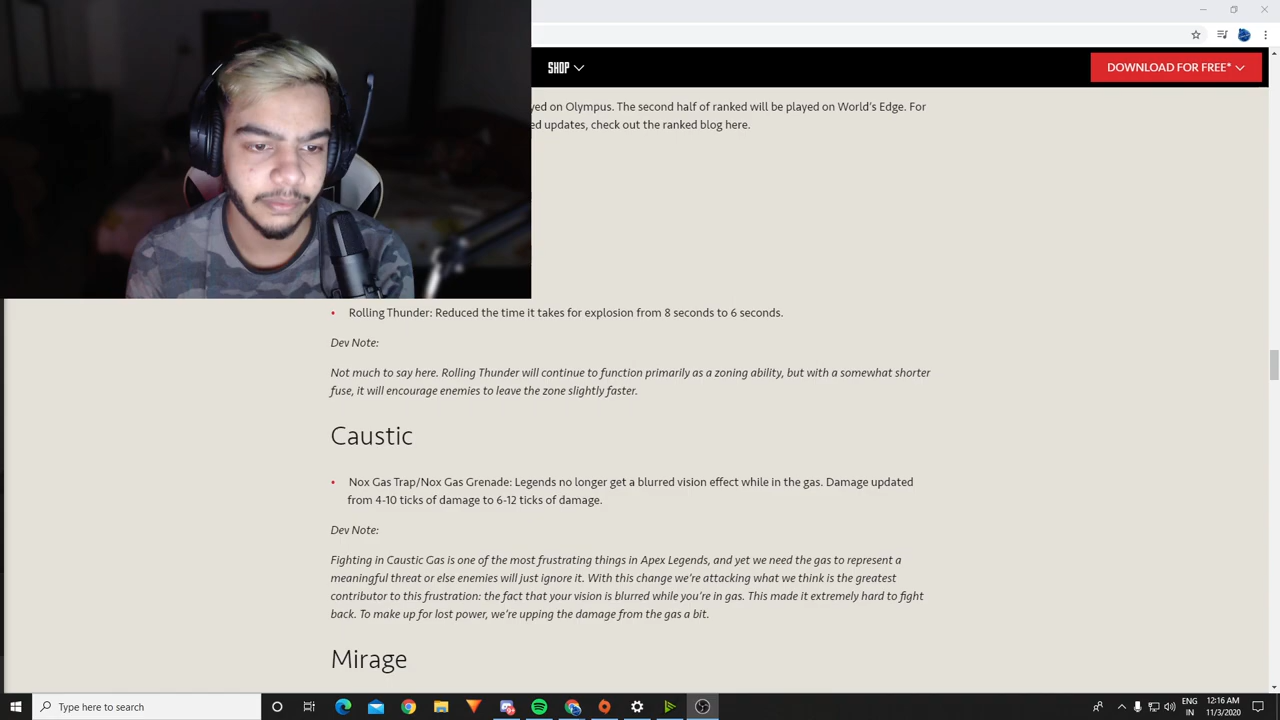 SHOP
DOWNLOAD FOR FREE*
yed on Olympus. The second half of ranked will be played on World's Edge. For
ed updates, check out the ranked blog here.
• Rolling Thunder: Reduced the time it takes for explosion from 8 seconds to 6 seconds.
Dev Note:
Not much to say here. Rolling Thunder will continue to function primarily as a zoning ability, but with a somewhat shorter
fuse, it will encourage enemies to leave the zone slightly faster.
Caustic
• Nox Gas Trap/Nox Gas Grenade: Legends no longer get a blurred vision effect while in the gas. Damage updated
from 4-10 ticks of damage to 6-12 ticks of damage.
Dev Note:
Fighting in Caustic Gas is one of the most frustrating things in Apex Legends, and yet we need the gas to represent a
meaningful threat or else enemies will just ignore it. With this change we're attacking what we think is the greatest
contributor to this frustration: the fact that your vision is blurred while you're in gas. This made it extremely hard to fight
back. To make up for lost power, we're upping the damage from the gas a bit.
Mirage
Type here to search
ENG
IN
12:16 AM
11/3/2020